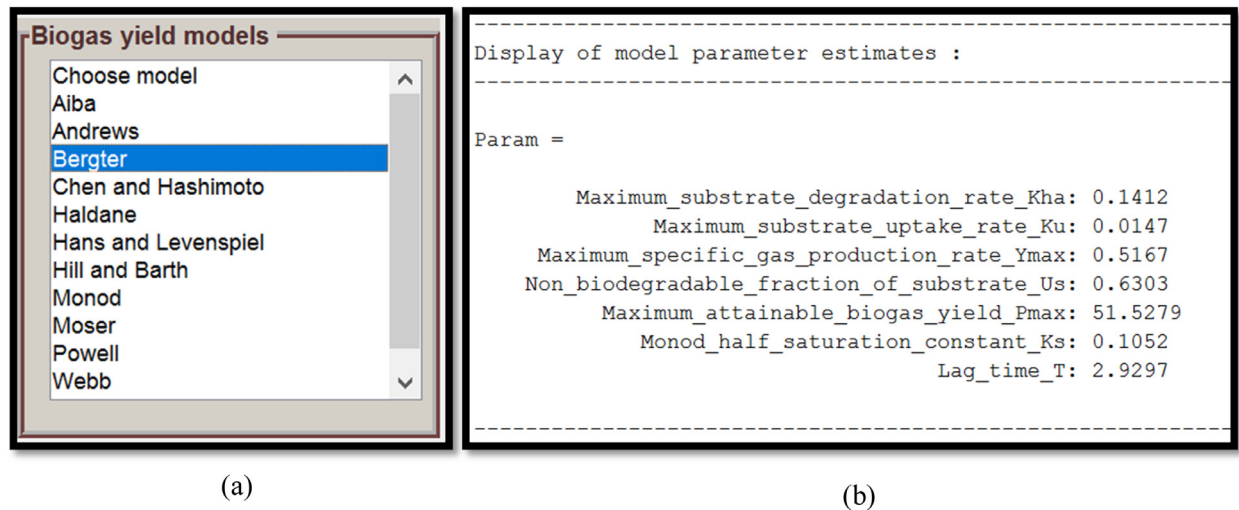 Biogas yield models
Choose model
Aiba
Andrews
Bergter
Chen and Hashimoto
Haldane
Hans and Levenspiel
Hill and Barth
Monod
Moser
Powell
Webb
(a)
--------------------------------------------------
Display of model parameter estimates :
--------------------------------------------------
Param =
Maximum_substrate_degradation_rate_Kha: 0.1412
Maximum_substrate_uptake_rate_Ku: 0.0147
Maximum_specific_gas_production_rate_Ymax: 0.5167
Non_biodegradable_fraction_of_substrate_Us: 0.6303
Maximum_attainable_biogas_yield_Pmax: 51.5279
Monod_half_saturation_constant_Ks: 0.1052
Lag_time_T: 2.9297
--------------------------------------------------
(b)